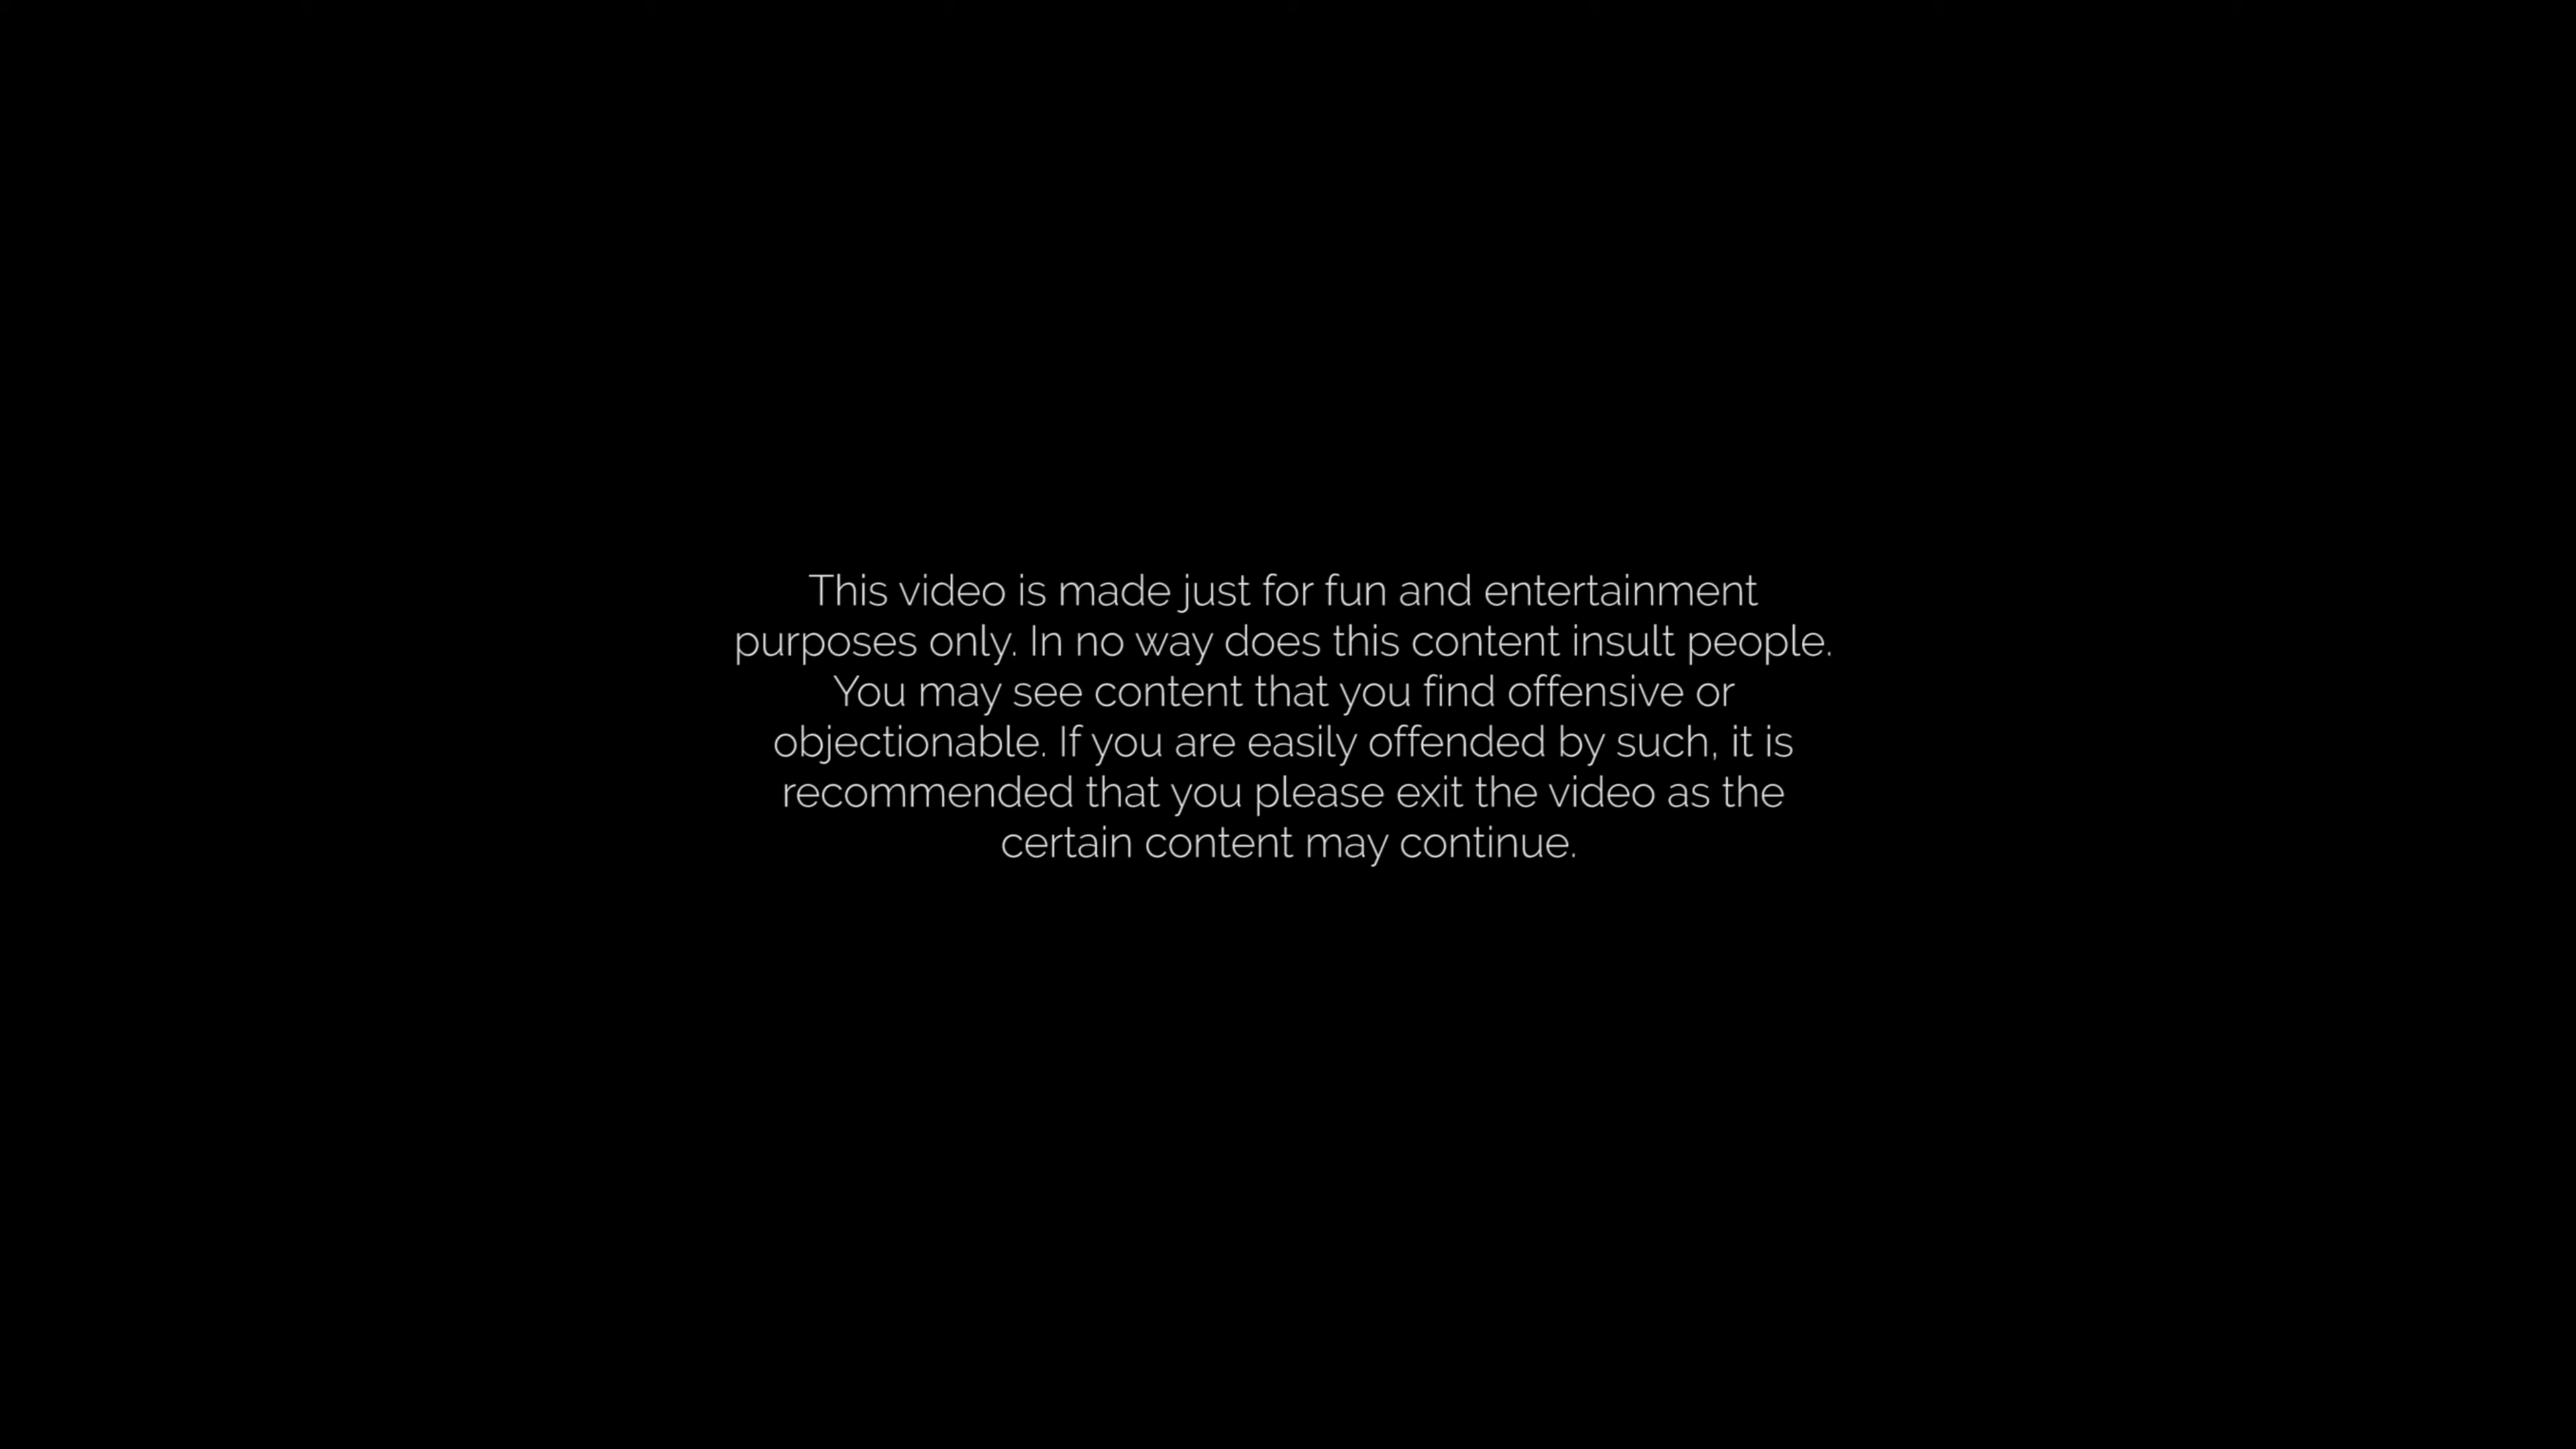 This video is made just for fun and entertainment
purposes only. In no way does this content insult people.
You may see content that you find offensive or
objectionable. If you are easily offended by such, it is
recommended that you please exit the video as the
certain content may continue.